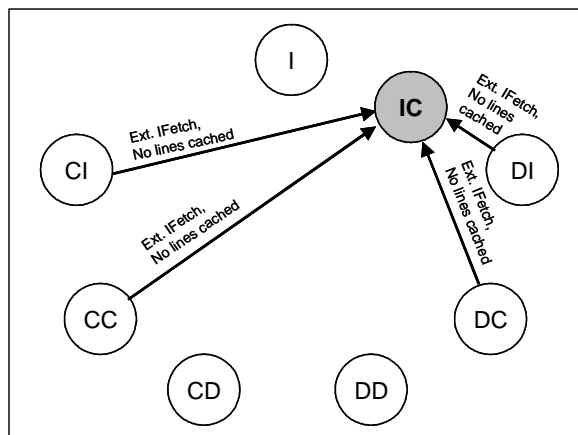 I
IC
Ext. IFetch,
No lines
cached
Ext. IFetch,
No lines cached
CI
DI
Ext. IFetch,
No lines cached
Ext. IFetch,
No lines cached
CC
DC
CD
DD